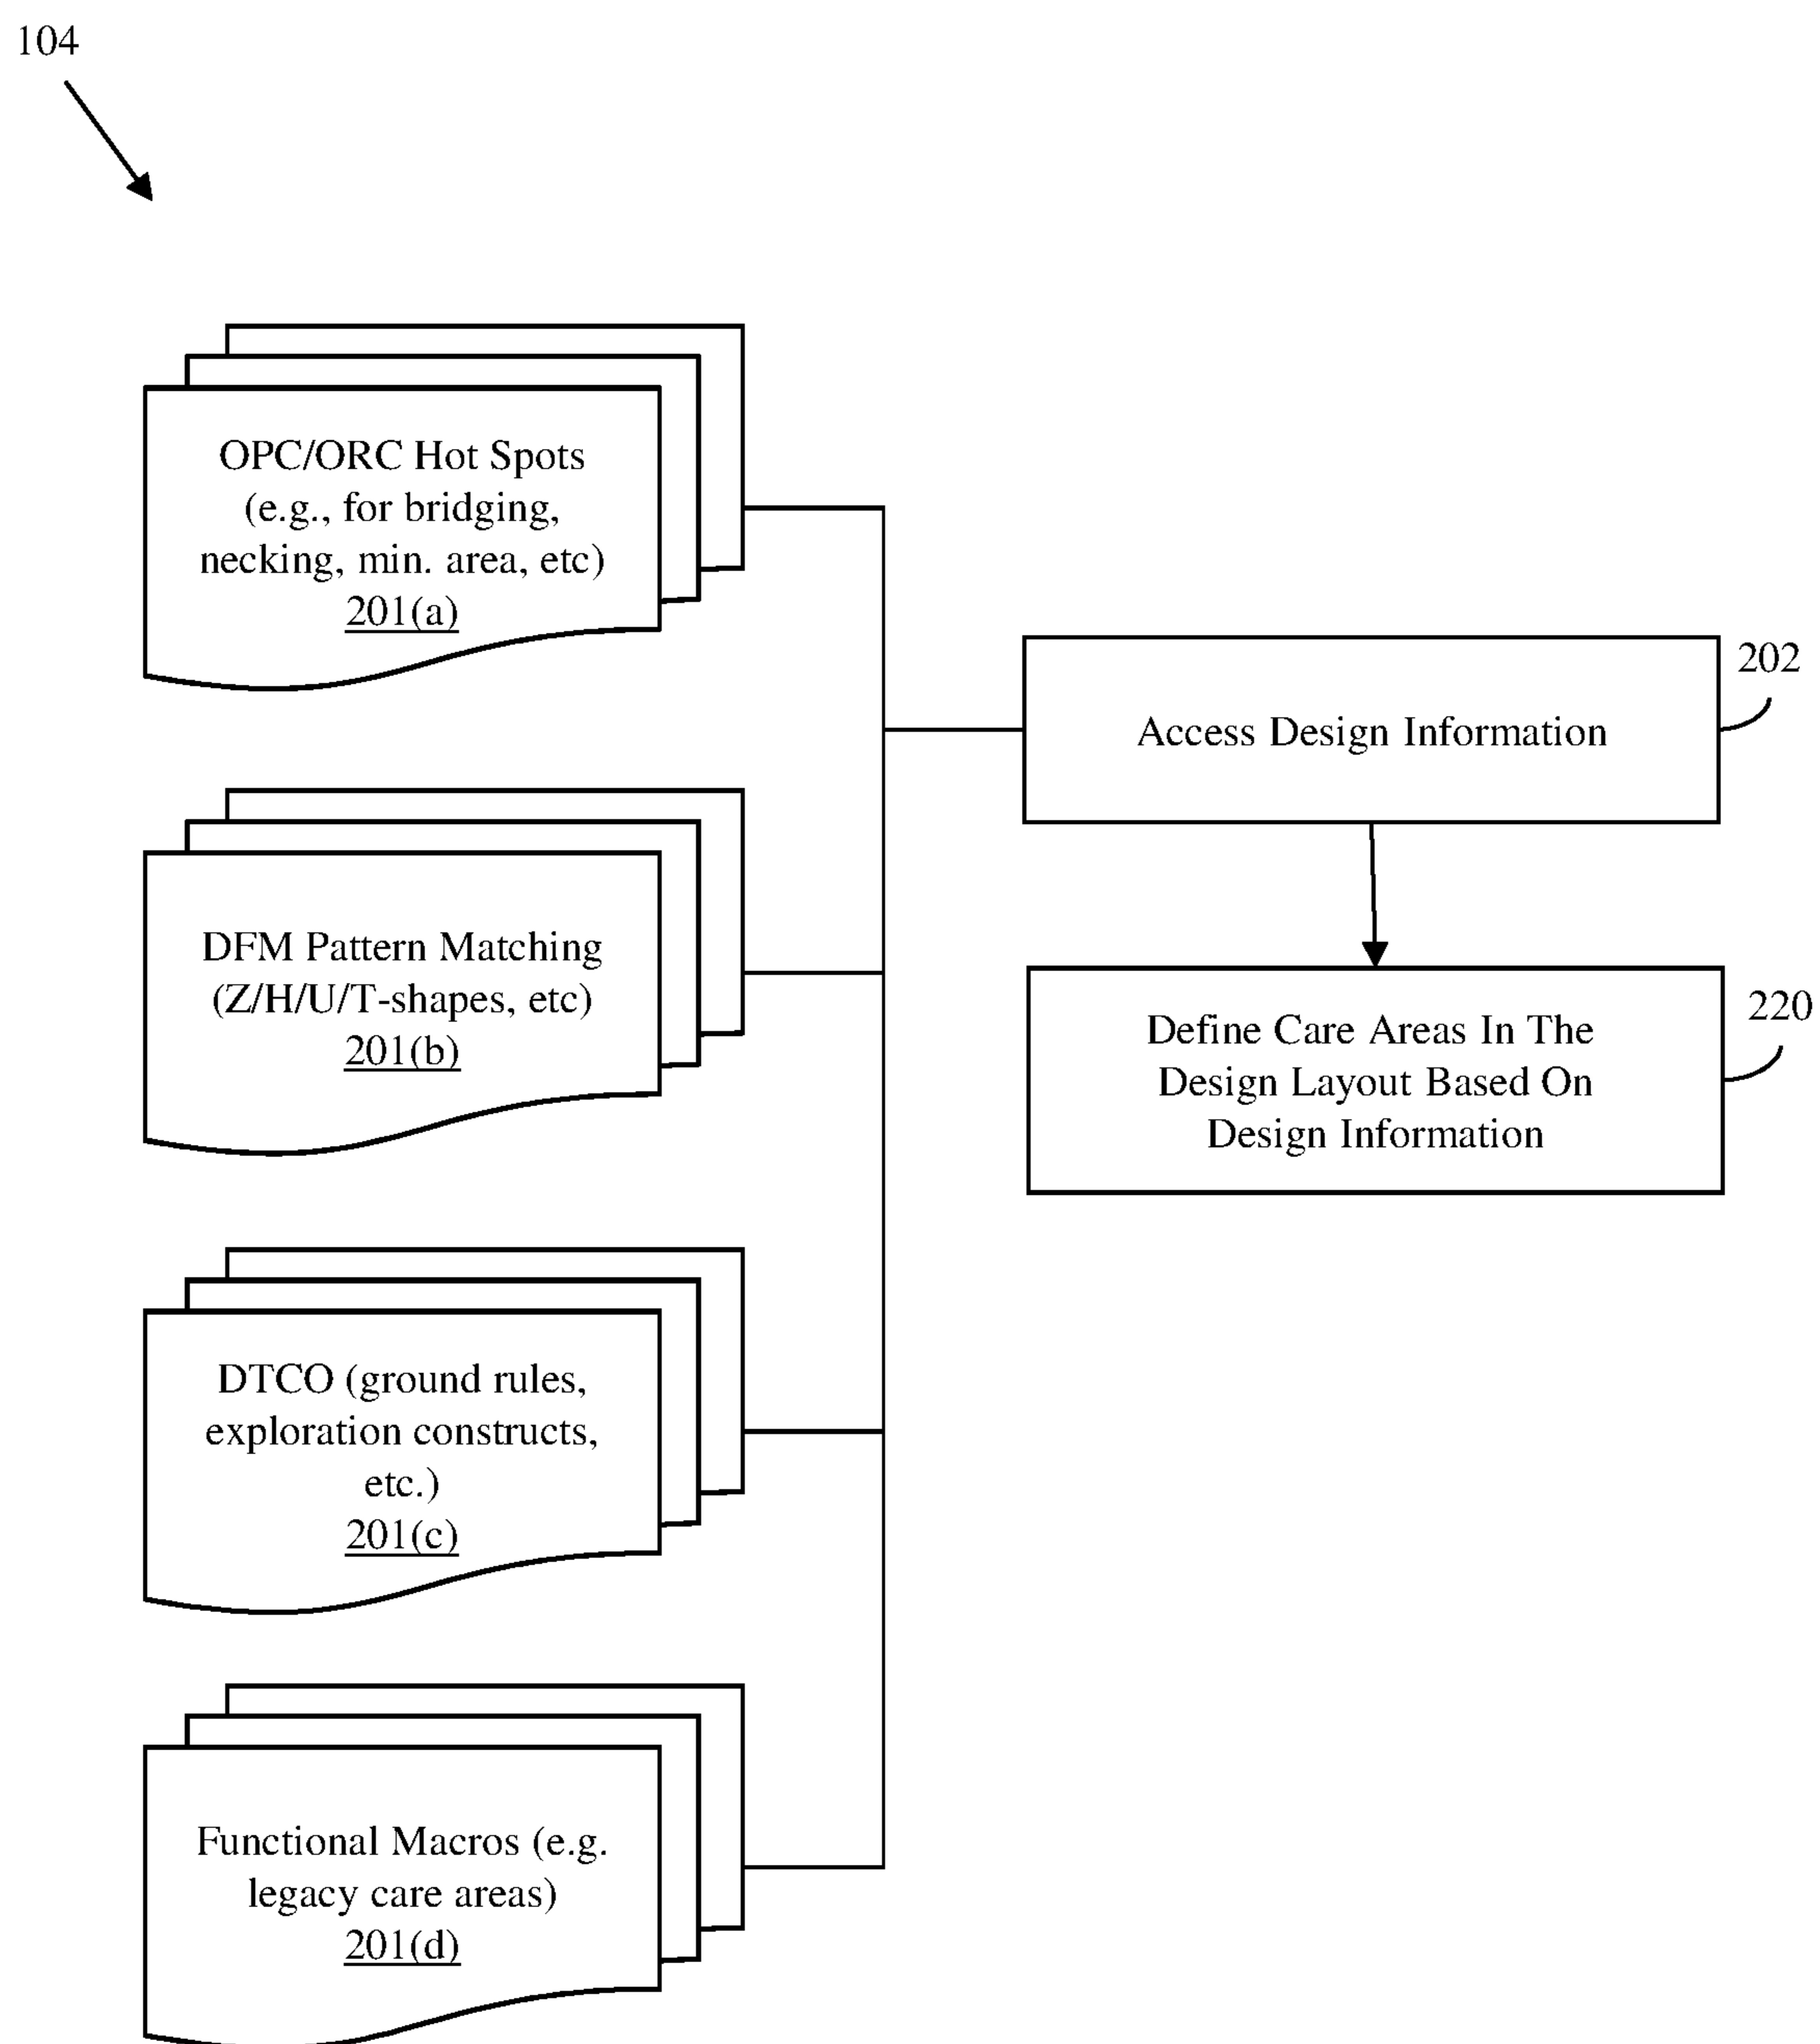 104
OPC/ORC Hot Spots
(e.g., for bridging,
necking, min. area, etc)
201(a)
DFM Pattern Matching
(Z/H/U/T-shapes, etc)
201(b)
DTCO (ground rules,
exploration constructs,
etc.)
201(c)
Functional Macros (e.g.
legacy care areas)
201(d)
Access Design Information
202
Define Care Areas In The
Design Layout Based On
Design Information
220